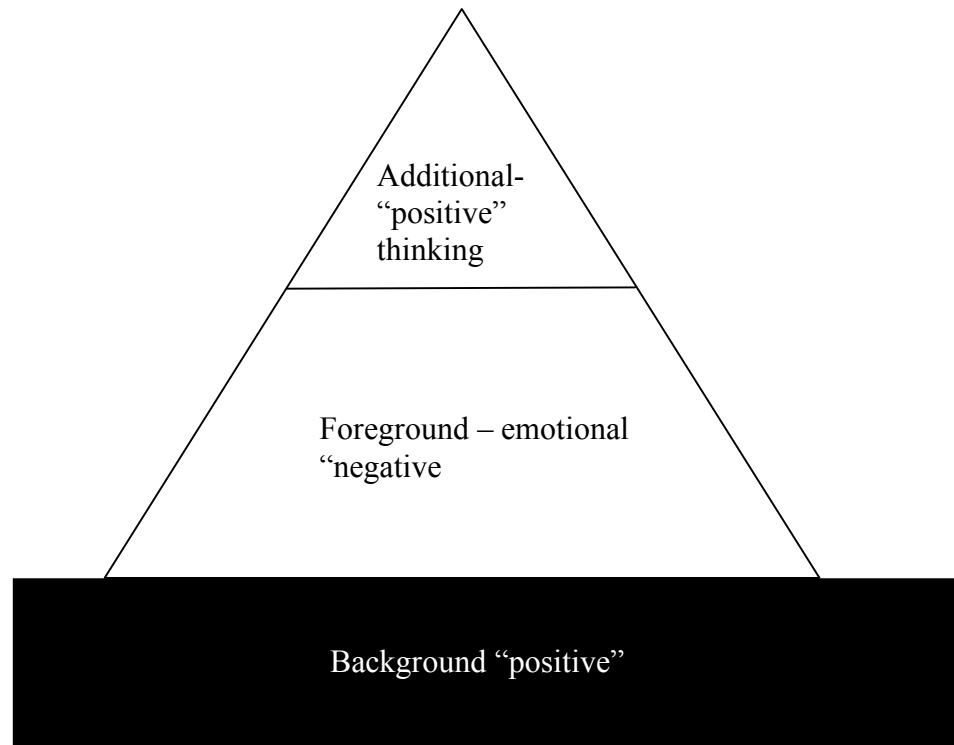 Additional-
“positive”
thinking
Foreground – emotional
“negative
Background “positive”